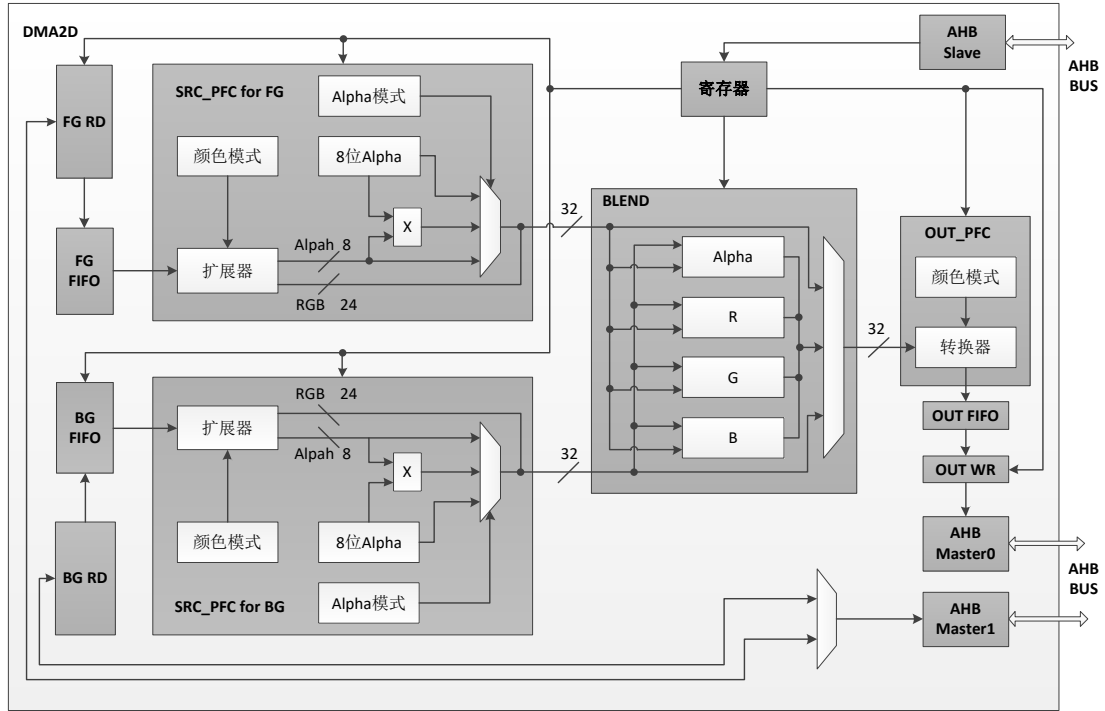 DMA2D
AHB
Slave
AHB
BUS
寄存器
FG RD
SRC_PFC for FG
Alpha模式
颜色模式
8位Alpha
X
FG
FIFO
扩展器
Alpah 8
RGB 24
32
BLEND
Alpha
R
G
B
32
OUT_PFC
颜色模式
转换器
OUT FIFO
OUT WR
AHB
Master0
AHB
BUS
AHB
Master1
BG
FIFO
扩展器
RGB 24
Alpah 8
X
32
颜色模式
8位Alpha
BG RD
SRC_PFC for BG
Alpha模式